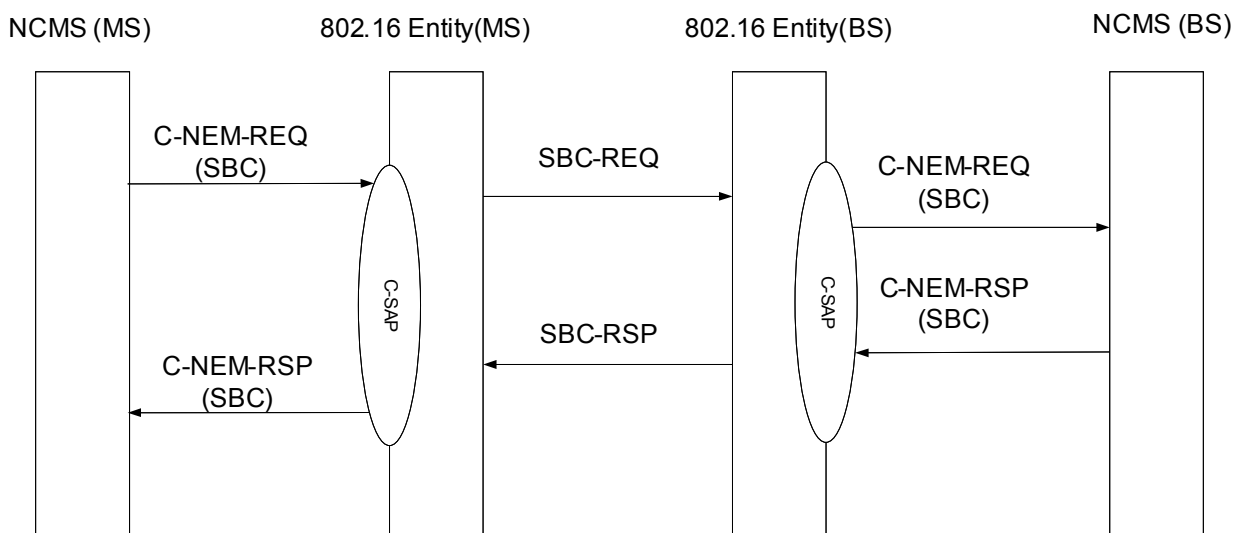 NCMS (MS)
802.16 Entity(MS)
802.16 Entity(BS)
NCMS (BS)
C-NEM-REQ
(SBC)
SBC-REQ
C-NEM-REQ
(SBC)
C-SAP
C-SAP
C-NEM-RSP
(SBC)
SBC-RSP
C-NEM-RSP
(SBC)